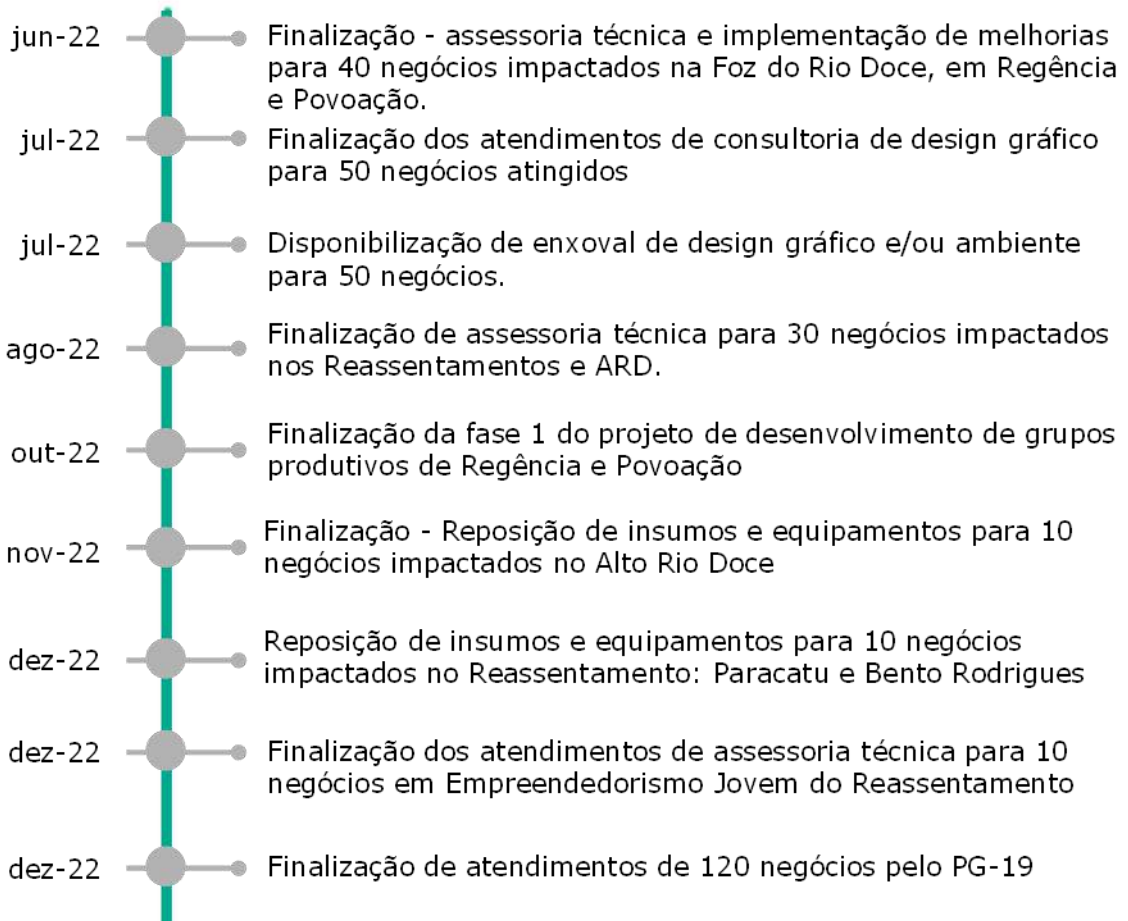 jun-22
Finalização - assessoria técnica e implementação de melhorias
para 40 negócios impactados na Foz do Rio Doce, em Regência
e Povoação.
jul-22
Finalização dos atendimentos de consultoria de design gráfico
para 50 negócios atingidos
jul-22
Disponibilização de enxoval de design gráfico e/ou ambiente
para 50 negócios.
ago-22
Finalização de assessoria técnica para 30 negócios impactados
nos Reassentamentos e ARD.
out-22
Finalização da fase 1 do projeto de desenvolvimento de grupos
produtivos de Regência e Povoação
nov-22
Finalização - Reposição de insumos e equipamentos para 10
negócios impactados no Alto Rio Doce
dez-22
Reposição de insumos e equipamentos para 10 negócios
impactados no Reassentamento: Paracatu e Bento Rodrigues
dez-22
Finalização dos atendimentos de assessoria técnica para 10
negócios em Empreendedorismo Jovem do Reassentamento
dez-22
Finalização de atendimentos de 120 negócios pelo PG-19